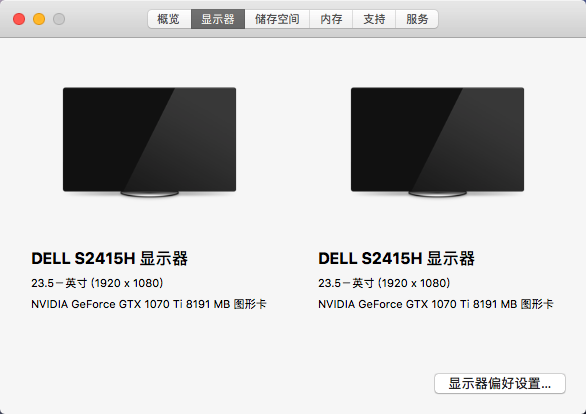 概览 显示器 储存空间 内存 支持 服务
DELL S2415H 显示器
23.5－英寸 (1920 x 1080)
NVIDIA GeForce GTX 1070 Ti 8191 MB 图形卡
DELL S2415H 显示器
23.5－英寸 (1920 x 1080)
NVIDIA GeForce GTX 1070 Ti 8191 MB 图形卡
显示器偏好设置...